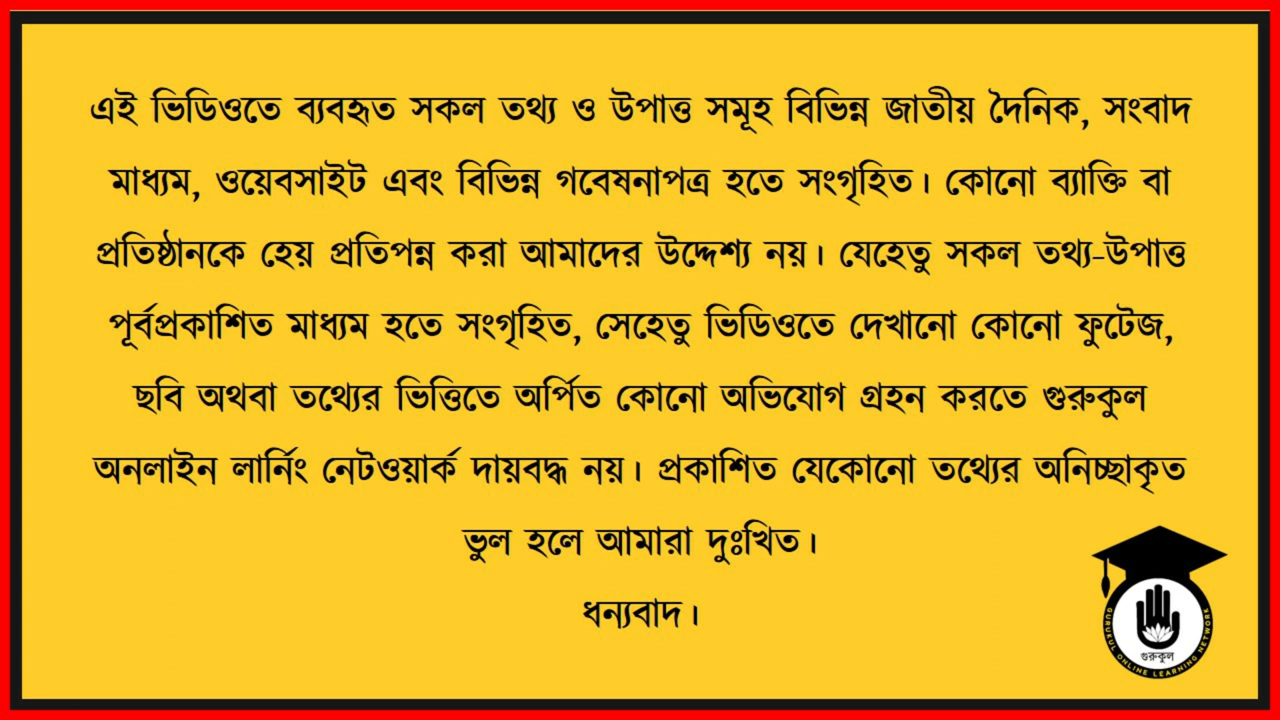 এই ভিডিওতে ব্যবহৃত সকল তথ্য ও উপাত্ত সমূহ বিভিন্ন জাতীয় দৈনিক, সংবাদ
মাধ্যম, ওয়েবসাইট এবং বিভিন্ন গবেষনাপত্র হতে সংগৃহিত। কোনো ব্যাক্তি বা
প্রতিষ্ঠানকে হেয় প্রতিপন্ন করা আমাদের উদ্দেশ্য নয়। যেহেতু সকল তথ্য-উপাত্ত
পূর্বপ্রকাশিত মাধ্যম হতে সংগৃহিত, সেহেতু ভিডিওতে দেখানো কোনো ফুটেজ,
ছবি অথবা তথ্যের ভিত্তিতে অর্পিত কোনো অভিযোগ গ্রহন করতে গুরুকুল
অনলাইন লার্নিং নেটওয়ার্ক দায়বদ্ধ নয়। প্রকাশিত যেকোনো তথ্যের অনিচ্ছাকৃত
ভুল হলে আমারা দুঃখিত।
ধন্যবাদ।
গুরুকুল
GURUKUL ONLINE LEARNING NETWORK